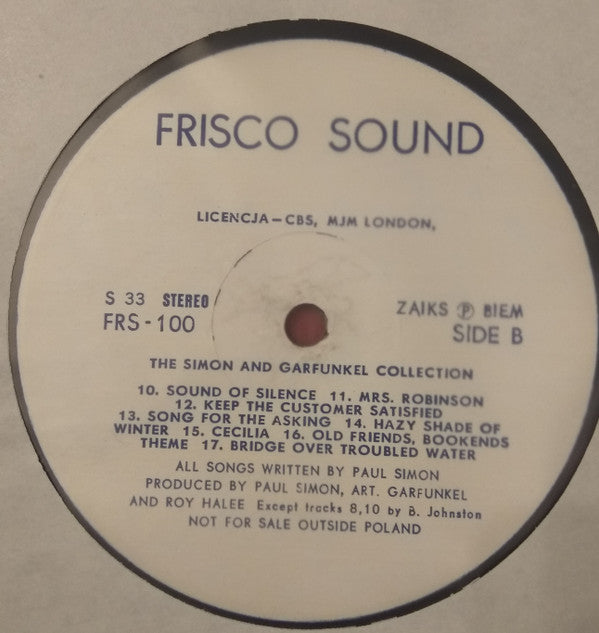 FRISCO SOUND
LICENCJA-CBS, MJM LONDON,
S 33 STEREO
FRS-100
ZAIKS Ⓟ BIEM
SIDE B
THE SIMON AND GARFUNKEL COLLECTION
10. SOUND OF SILENCE 11. MRS. ROBINSON
12. KEEP THE CUSTOMER SATISFIED
13. SONG FOR THE ASKING 14. HAZY SHADE OF
WINTER 15. CECILIA 16. OLD FRIENDS, BOOKENDS
THEME 17. BRIDGE OVER TROUBLED WATER
ALL SONGS WRITTEN BY PAUL SIMON
PRODUCED BY PAUL SIMON, ART. GARFUNKEL
AND ROY HALEE Except tracks 8,10 by B. Johnston
NOT FOR SALE OUTSIDE POLAND